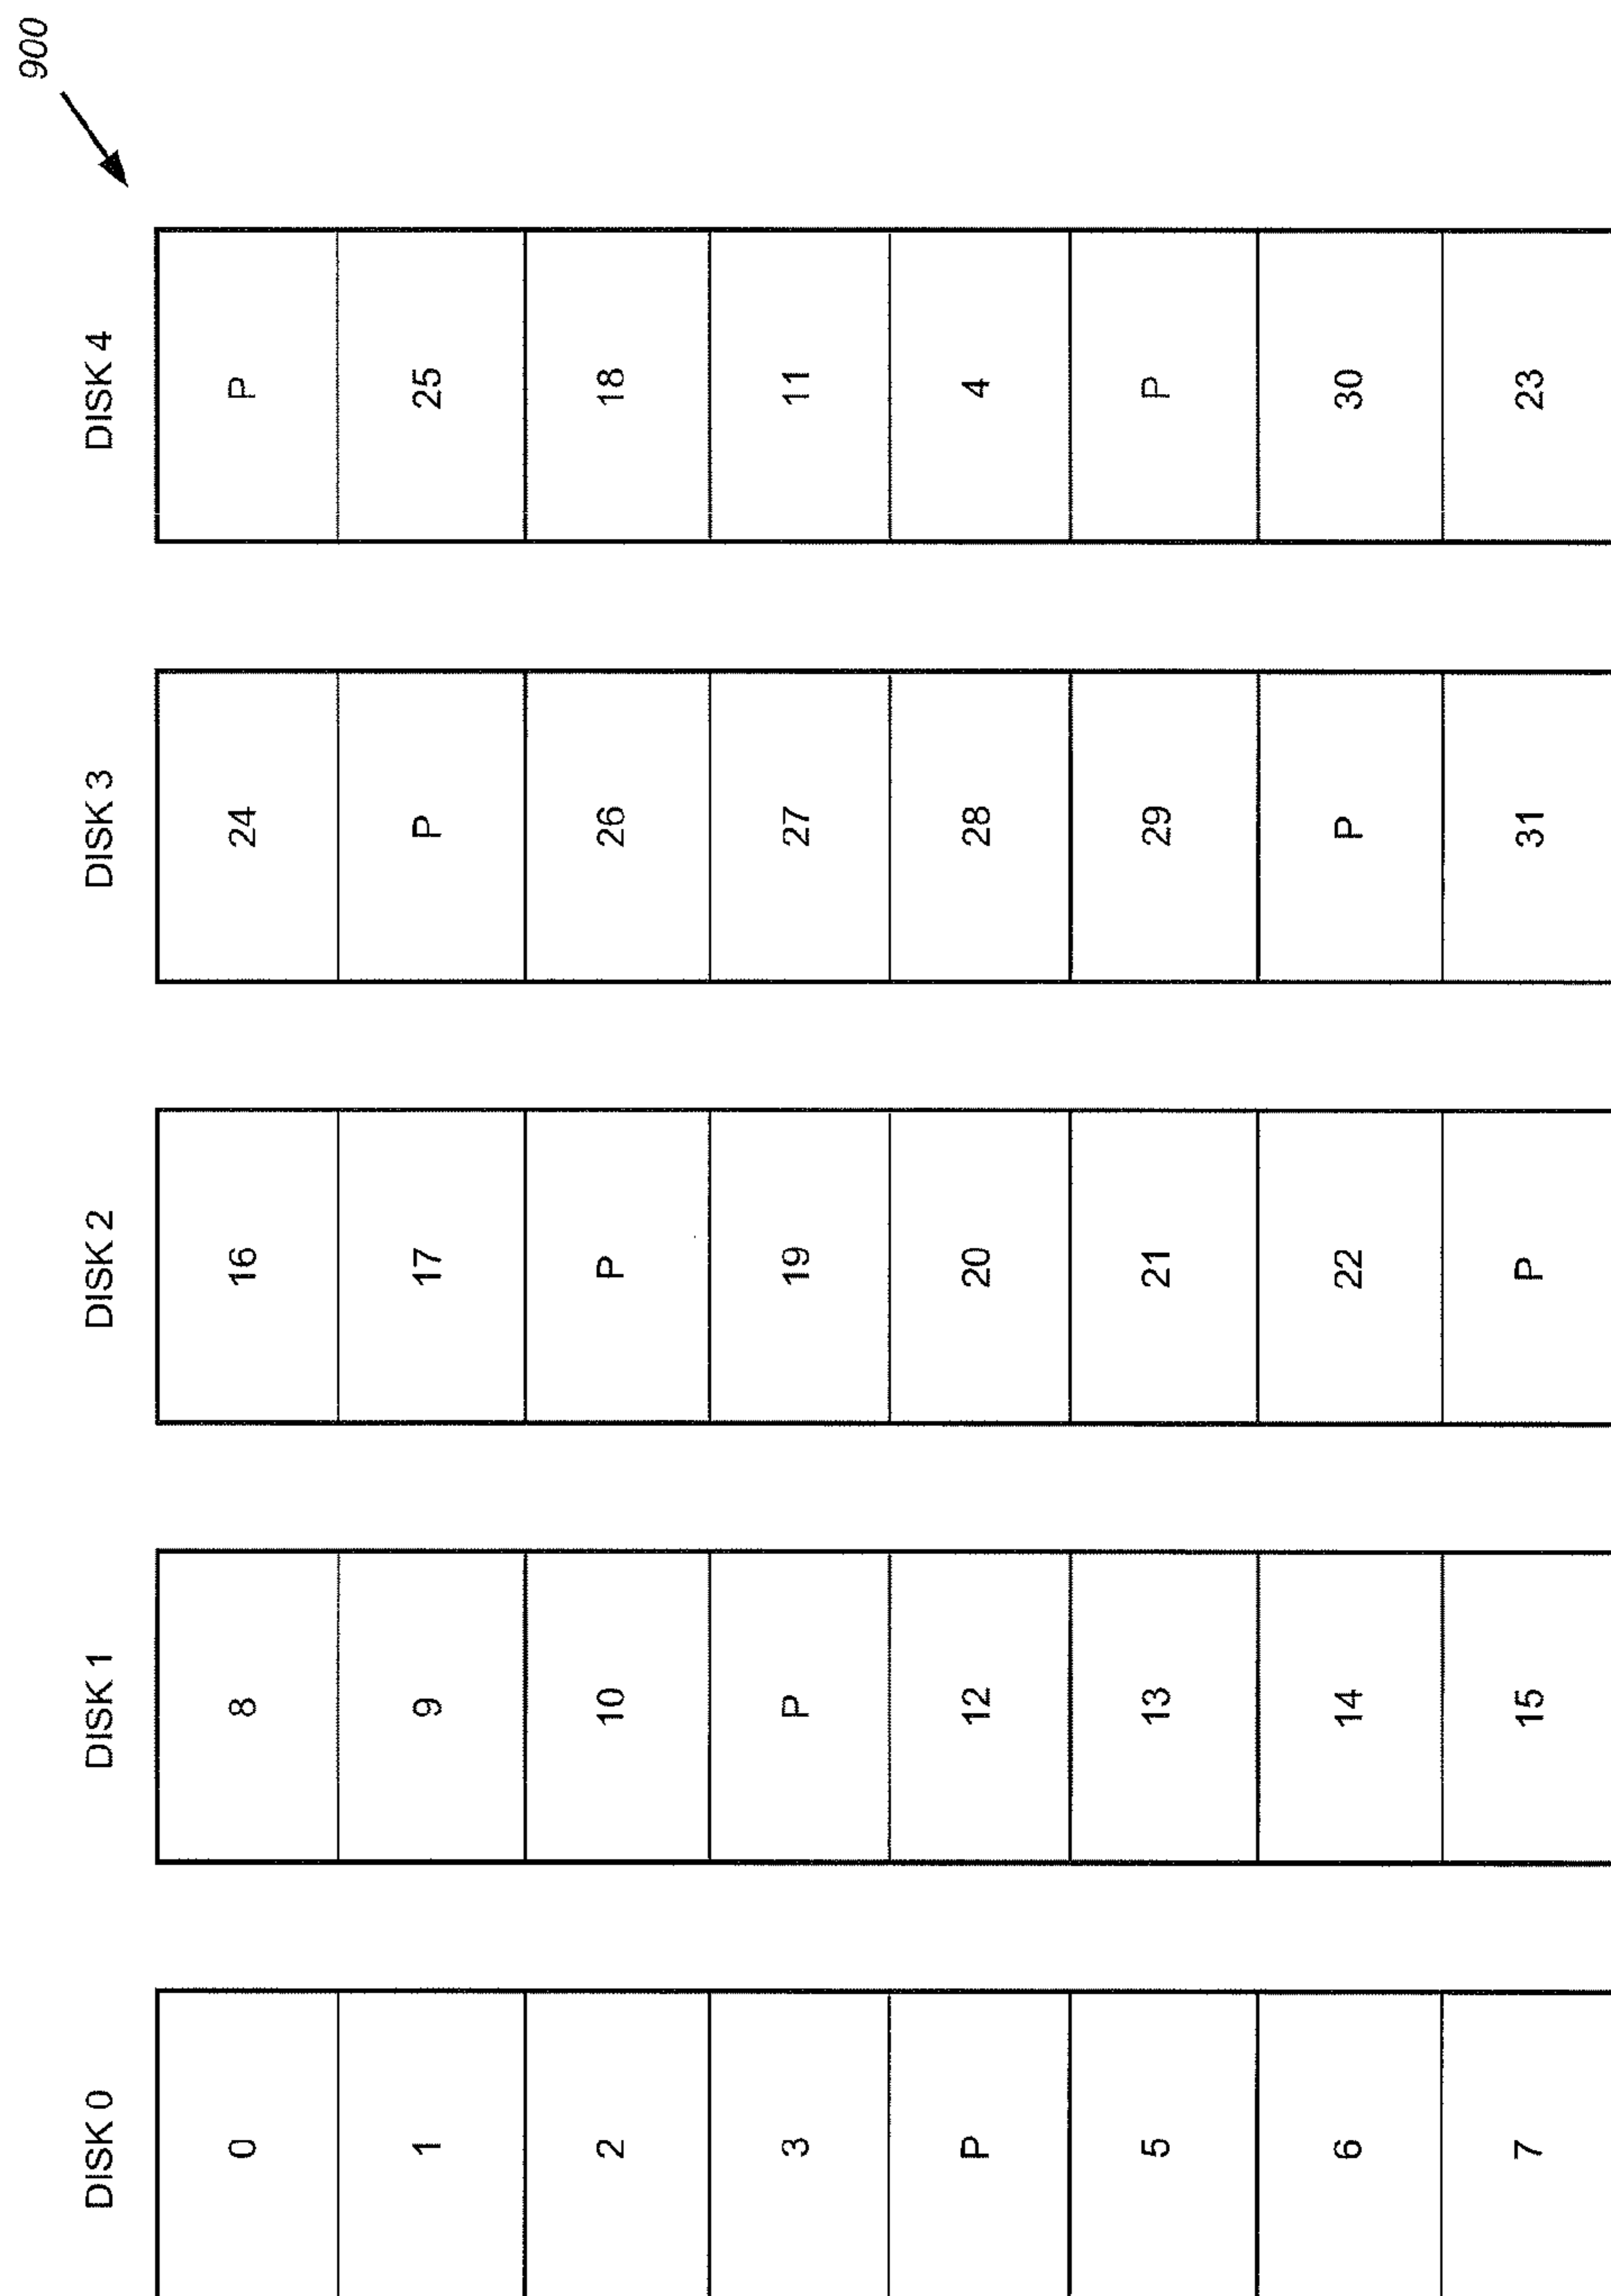 900
DISK 0 DISK 1 DISK 2 DISK 3 DISK 4
0 8 16 24 P
1 9 17 P 25
2 10 P 26 18
3 P 19 27 11
P 12 20 28 4
5 13 21 29 P
6 14 22 P 30
7 15 P 31 23